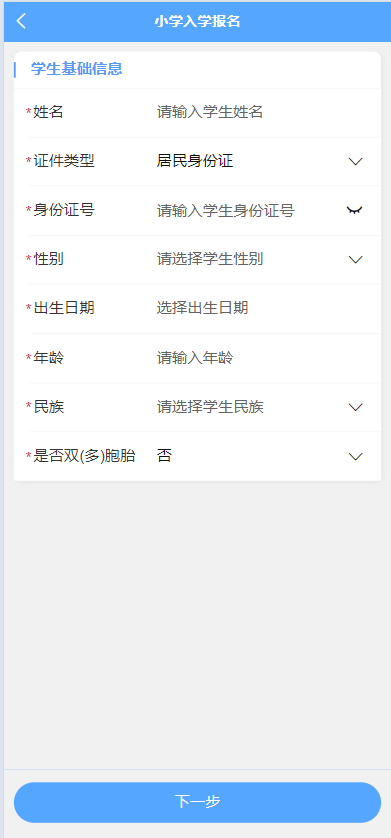 小学入学报名
学生基础信息
*姓名 请输入学生姓名
*证件类型 居民身份证
*身份证号 请输入学生身份证号
*性别 请选择学生性别
*出生日期 选择出生日期
*年龄 请输入年龄
*民族 请选择学生民族
*是否双(多)胞胎 否
下一步